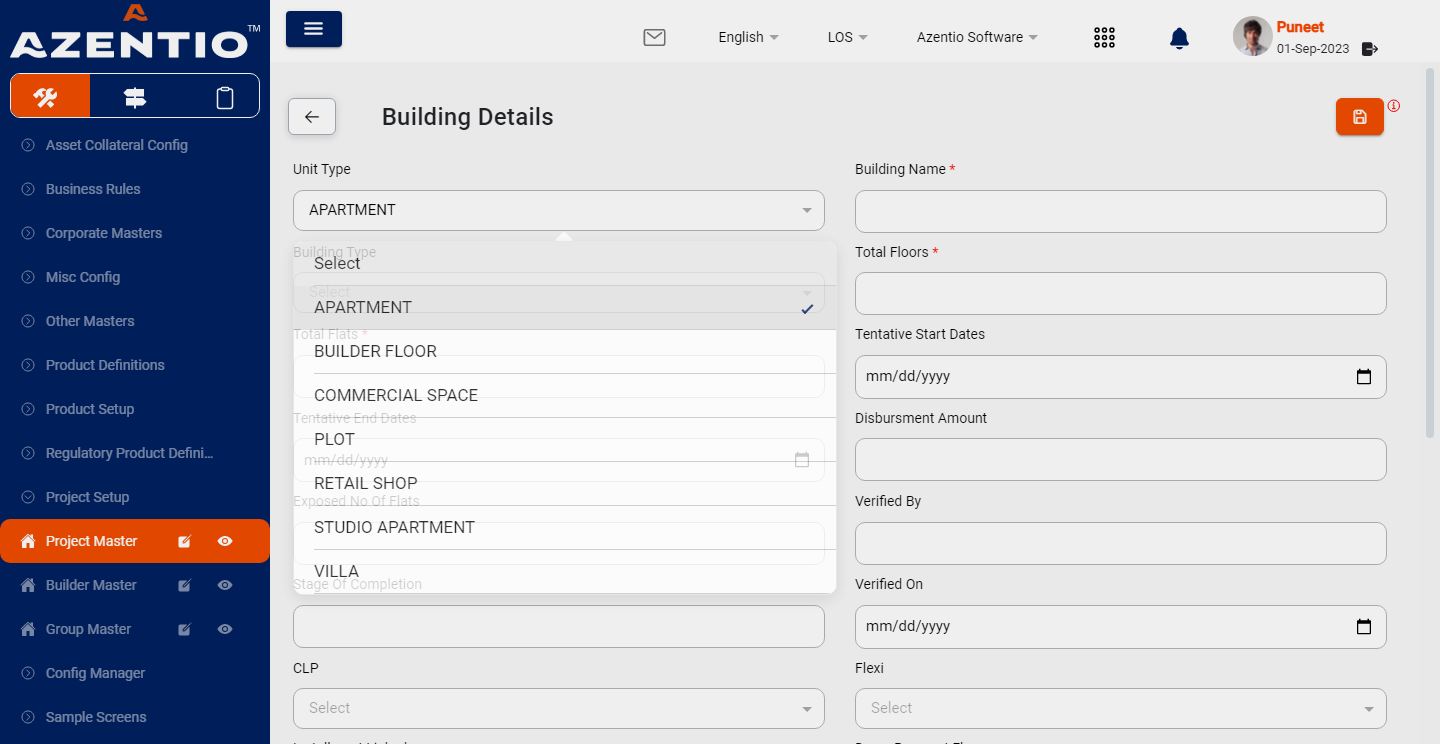 AZENTIO™
Asset Collateral Config
Business Rules
Corporate Masters
Misc Config
Other Masters
Product Definitions
Product Setup
Regulatory Product Defini...
Project Setup
Project Master
Builder Master
Group Master
Config Manager
Sample Screens
English
LOS
Azentio Software
Puneet
01-Sep-2023
Building Details
Unit Type
APARTMENT
Building Name *
Building Type
Select
Select
APARTMENT
Total Floors *
Total Flats *
BUILDER FLOOR
Tentative Start Dates
mm/dd/yyyy
COMMERCIAL SPACE
Tentative End Dates
PLOT
mm/dd/yyyy
Disbursment Amount
RETAIL SHOP
Exposed No Of Flats
Verified By
STUDIO APARTMENT
VILLA
Stage Of Completion
Verified On
mm/dd/yyyy
CLP
Select
Flexi
Select